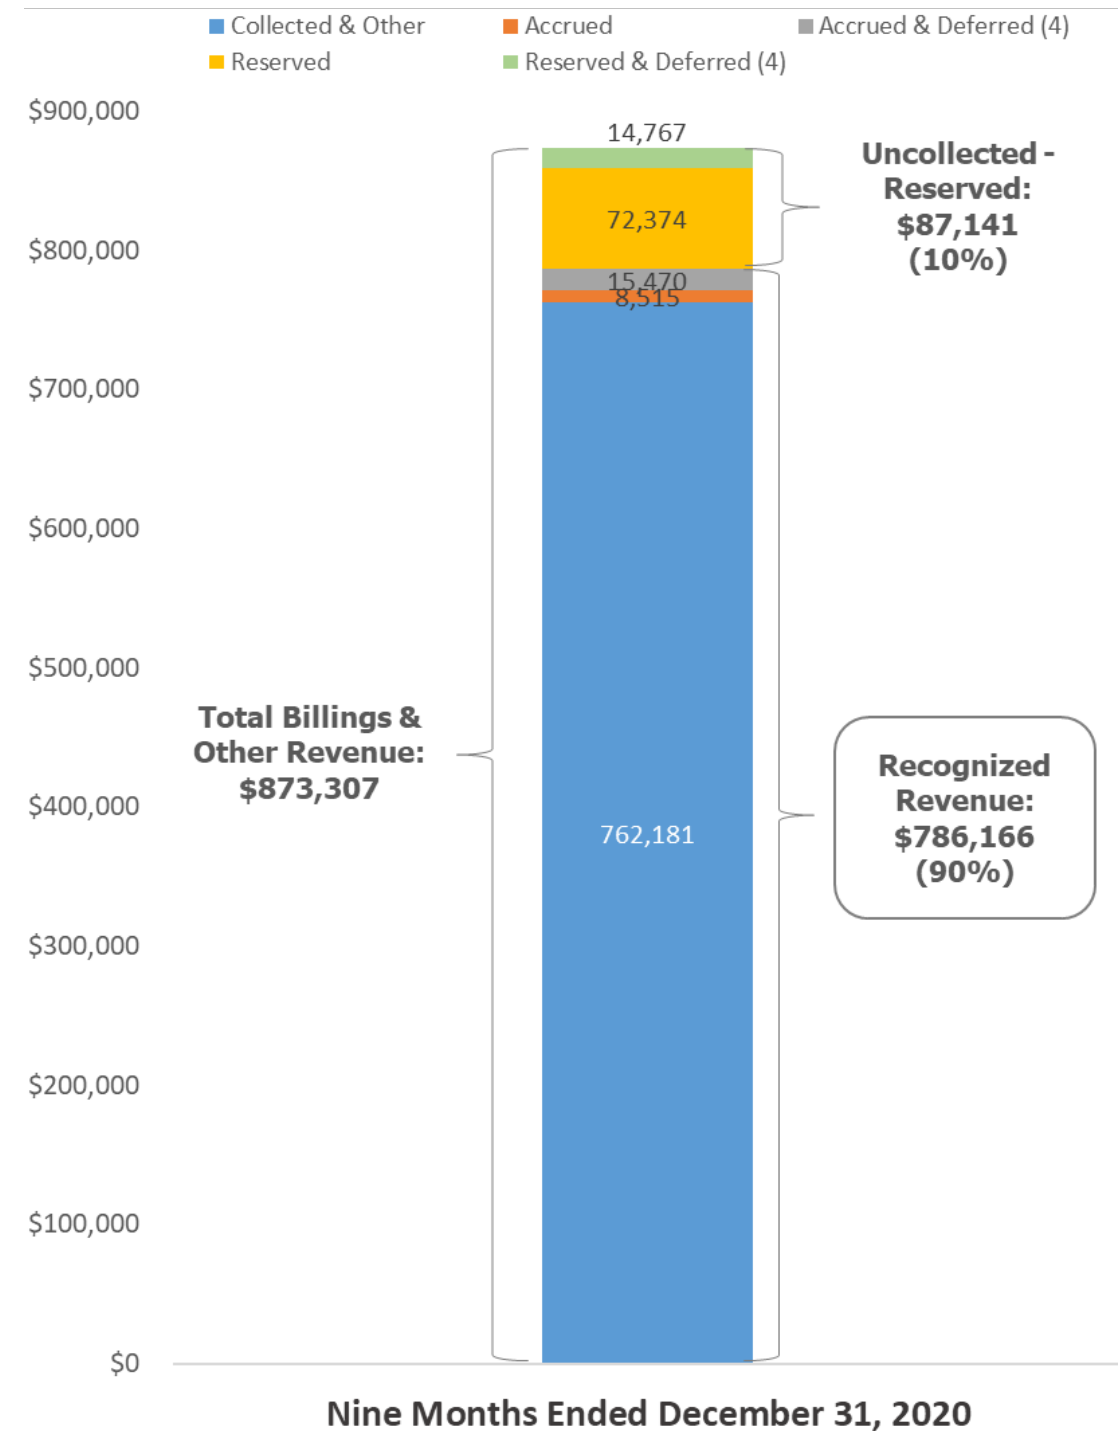 Collected & Other
Accrued
Accrued & Deferred (4)
Reserved
Reserved & Deferred (4)
$900,000
$800,000
$700,000
$600,000
$500,000
$400,000
$300,000
$200,000
$100,000
$0
14,767
72,374
15,470
8,515
762,181
Uncollected -
Reserved:
$87,141
(10%)
Total Billings &
Other Revenue:
$873,307
Recognized
Revenue:
$786,166
(90%)
Nine Months Ended December 31, 2020